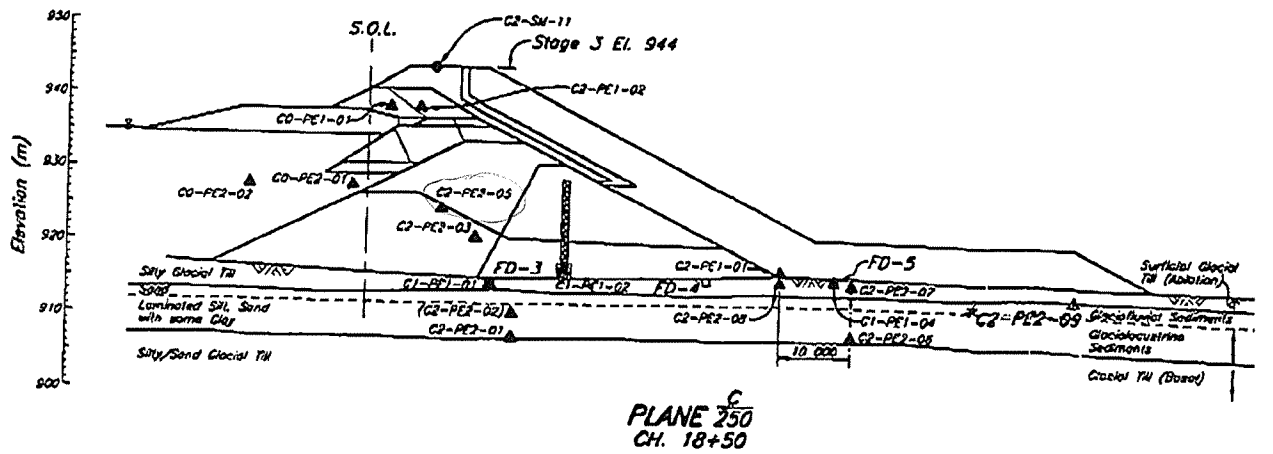 930
940
930
920
910
900
Elevation (m)
S.O.L.
C2-SM-11
Stage 3 El. 944
C2-PE1-02
C0-PE1-01
C0-PE2-02
C0-PE2-01
C2-PE2-05
C2-PE2-03
C2-PE1-01
FD-3
FD-5
C1-PE1-01
C1-PE1-02
FD-4
C2-PE2-07
(C2-PE2-02)
C2-PE2-08
C1-PE1-04
*C2-PE2-09
C2-PE2-01
C2-PE2-06
10 000
Silty Glacial Till
Sand
Laminated Silt, Sand
with some Clay
Silty/Sand Glacial Till
Surficial Glacial
Till (Ablation)
Glaciofluvial Sediments
Glaciolacustrine
Sediments
Glacial Till (Basal)
PLANE C
250
CH. 18+50